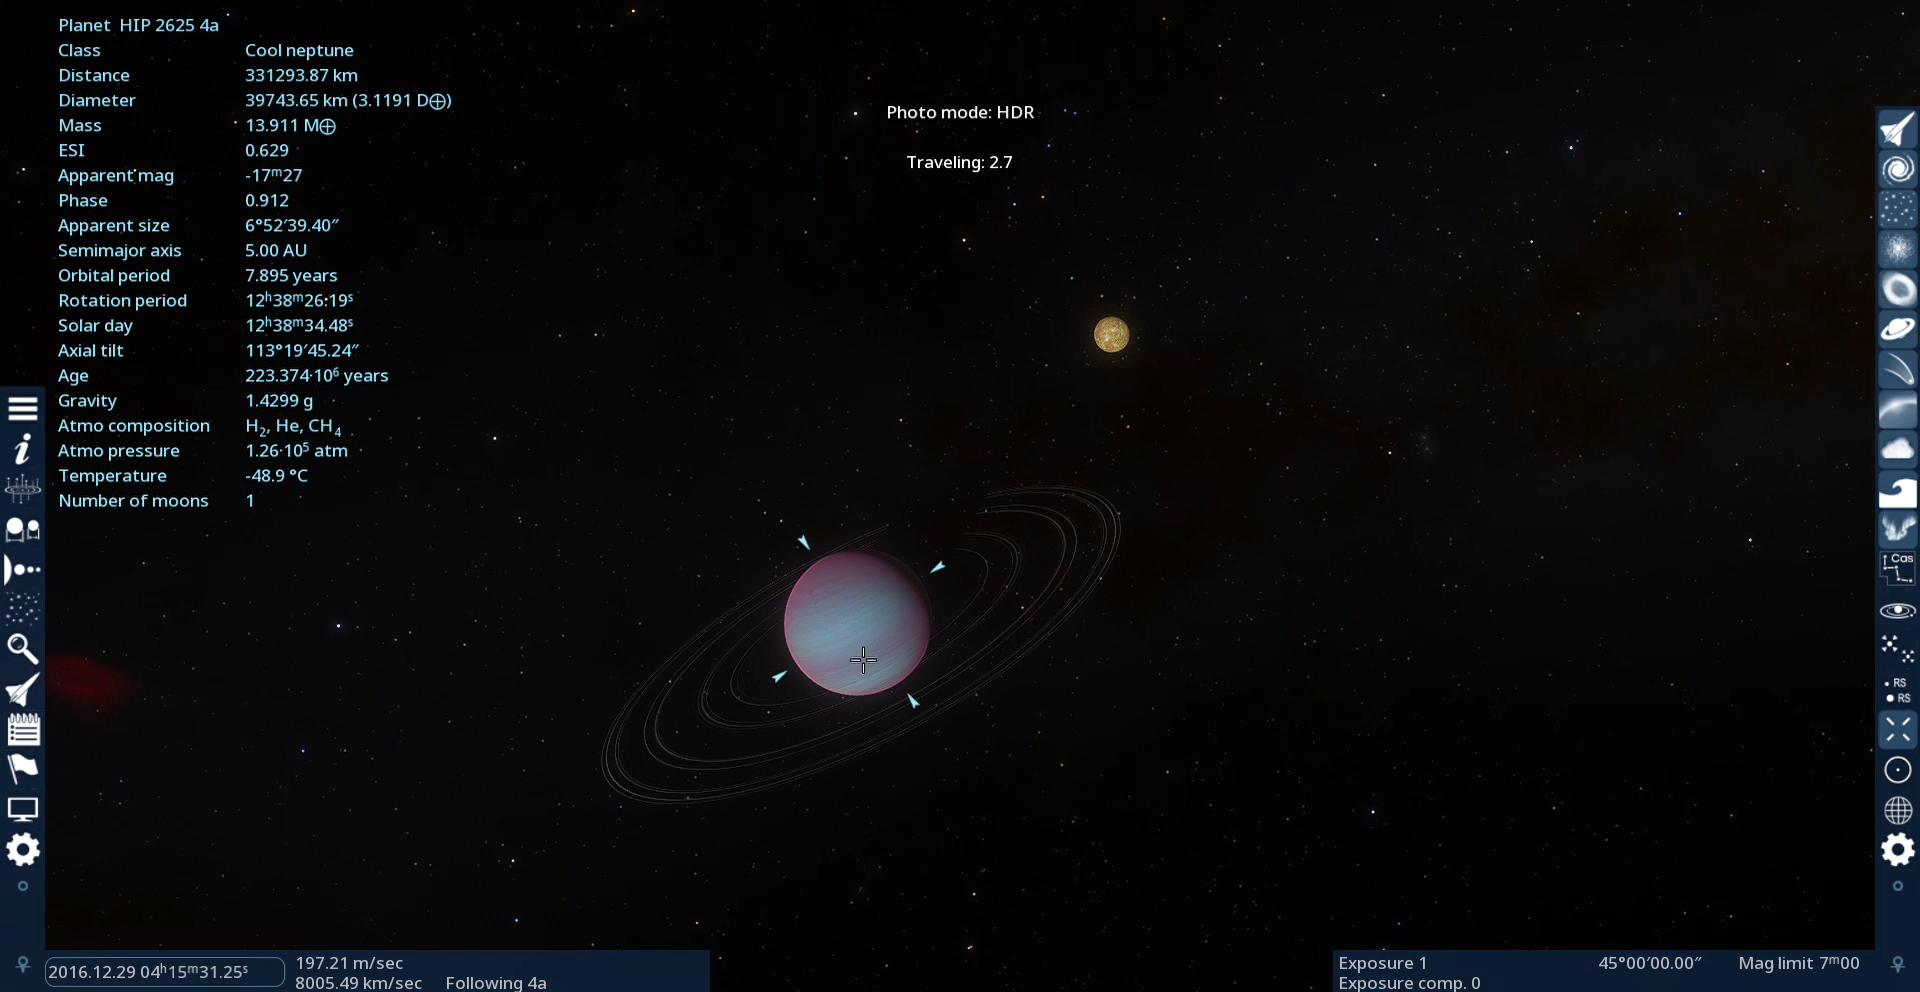 Planet HIP 2625 4a
Class Cool neptune
Distance 331293.87 km
Diameter 39743.65 km (3.1191 D⊕)
Mass 13.911 M⊕
ESI 0.629
Apparent mag -17ᵐ27
Phase 0.912
Apparent size 6°52′39.40″
Semimajor axis 5.00 AU
Orbital period 7.895 years
Rotation period 12ʰ38ᵐ26.19ˢ
Solar day 12ʰ38ᵐ34.48ˢ
Axial tilt 113°19′45.24″
Age 223.374·10⁶ years
Gravity 1.4299 g
Atmo composition H₂, He, CH₄
Atmo pressure 1.26·10⁵ atm
Temperature -48.9 °C
Number of moons 1
Photo mode: HDR
Traveling: 2.7
Cas
RS
RS
2016.12.29 04ʰ15ᵐ31.25ˢ
197.21 m/sec
8005.49 km/sec Following 4a
Exposure 1 45°00′00.00″ Mag limit 7ᵐ00
Exposure comp. 0